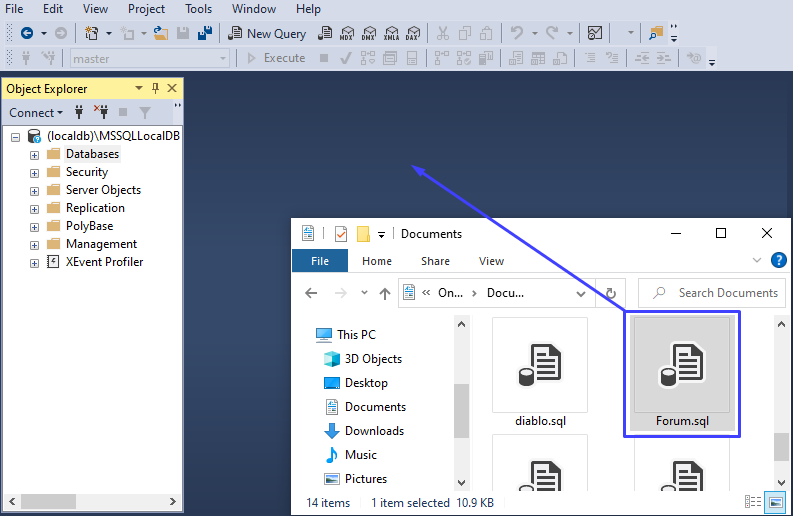 File Edit View Project Tools Window Help
New Query MDX DMX XMLA DAX
master Execute
Object Explorer
Connect
(localdb)\MSSQLLocalDB
Databases
Security
Server Objects
Replication
PolyBase
Management
XEvent Profiler
Documents
File Home Share View
« On... > Docu... Search Documents
This PC
3D Objects
Desktop
Documents
Downloads
Music
Pictures
diablo.sql Forum.sql
14 items 1 item selected 10.9 KB